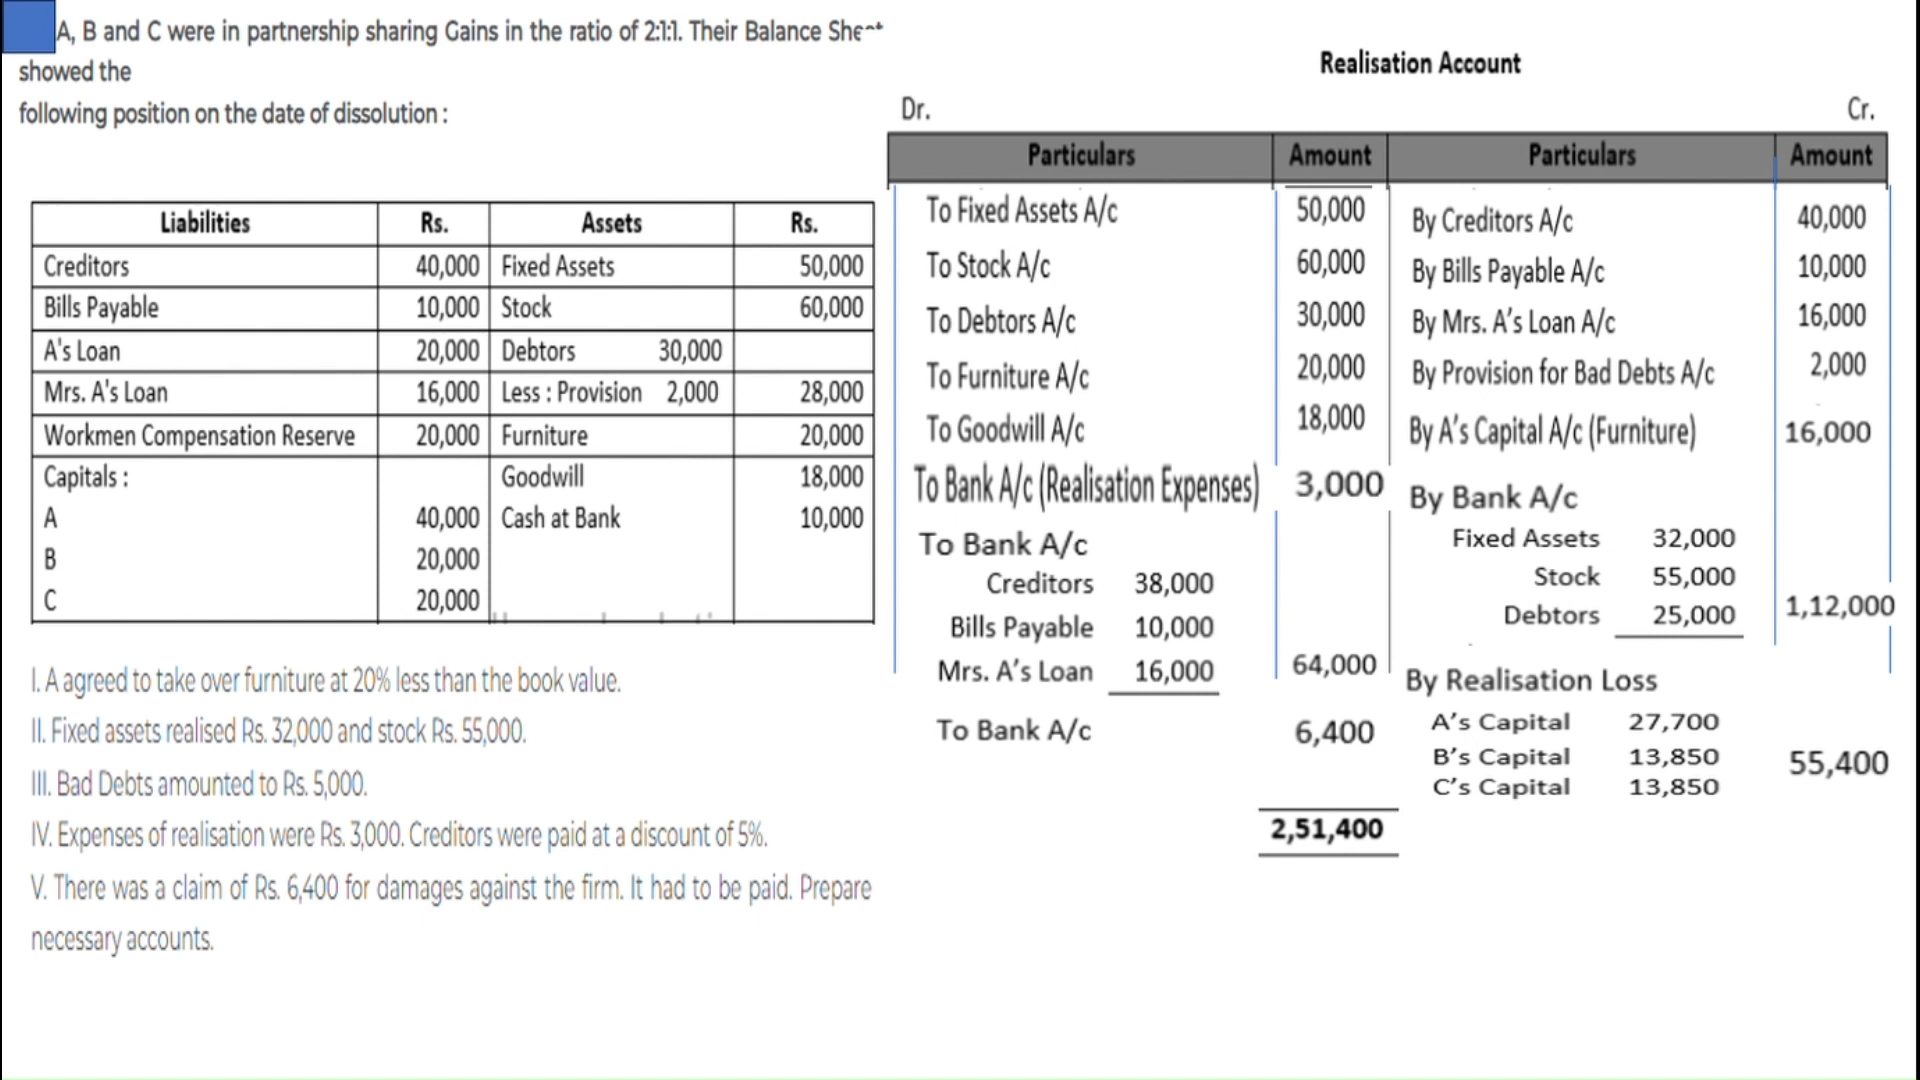 A, B and C were in partnership sharing Gains in the ratio of 2:1:1. Their Balance
showed the
following position on the date of dissolution :
Liabilities Rs. Assets Rs.
Creditors 40,000 Fixed Assets 50,000
Bills Payable 10,000 Stock 60,000
A's Loan 20,000 Debtors 30,000
Mrs. A's Loan 16,000 Less : Provision 2,000 28,000
Workmen Compensation Reserve 20,000 Furniture 20,000
Capitals : Goodwill 18,000
A 40,000 Cash at Bank 10,000
B 20,000
C 20,000
I. A agreed to take over furniture at 20% less than the book value.
II. Fixed assets realised Rs. 32,000 and stock Rs. 55,000.
III. Bad Debts amounted to Rs. 5,000.
IV. Expenses of realisation were Rs. 3,000. Creditors were paid at a discount of 5%.
V. There was a claim of Rs. 6,400 for damages against the firm. It had to be paid. Prepare
necessary accounts.
Realisation Account
Dr. Cr.
Particulars Amount Particulars Amount
To Fixed Assets A/c 50,000 By Creditors A/c 40,000
To Stock A/c 60,000 By Bills Payable A/c 10,000
To Debtors A/c 30,000 By Mrs. A's Loan A/c 16,000
To Furniture A/c 20,000 By Provision for Bad Debts A/c 2,000
To Goodwill A/c 18,000 By A's Capital A/c (Furniture) 16,000
To Bank A/c (Realisation Expenses) 3,000 By Bank A/c
To Bank A/c Fixed Assets 32,000
Creditors 38,000 Stock 55,000
Bills Payable 10,000 Debtors 25,000 1,12,000
Mrs. A's Loan 16,000 64,000 By Realisation Loss
To Bank A/c 6,400 A's Capital 27,700
B's Capital 13,850 55,400
C's Capital 13,850
2,51,400